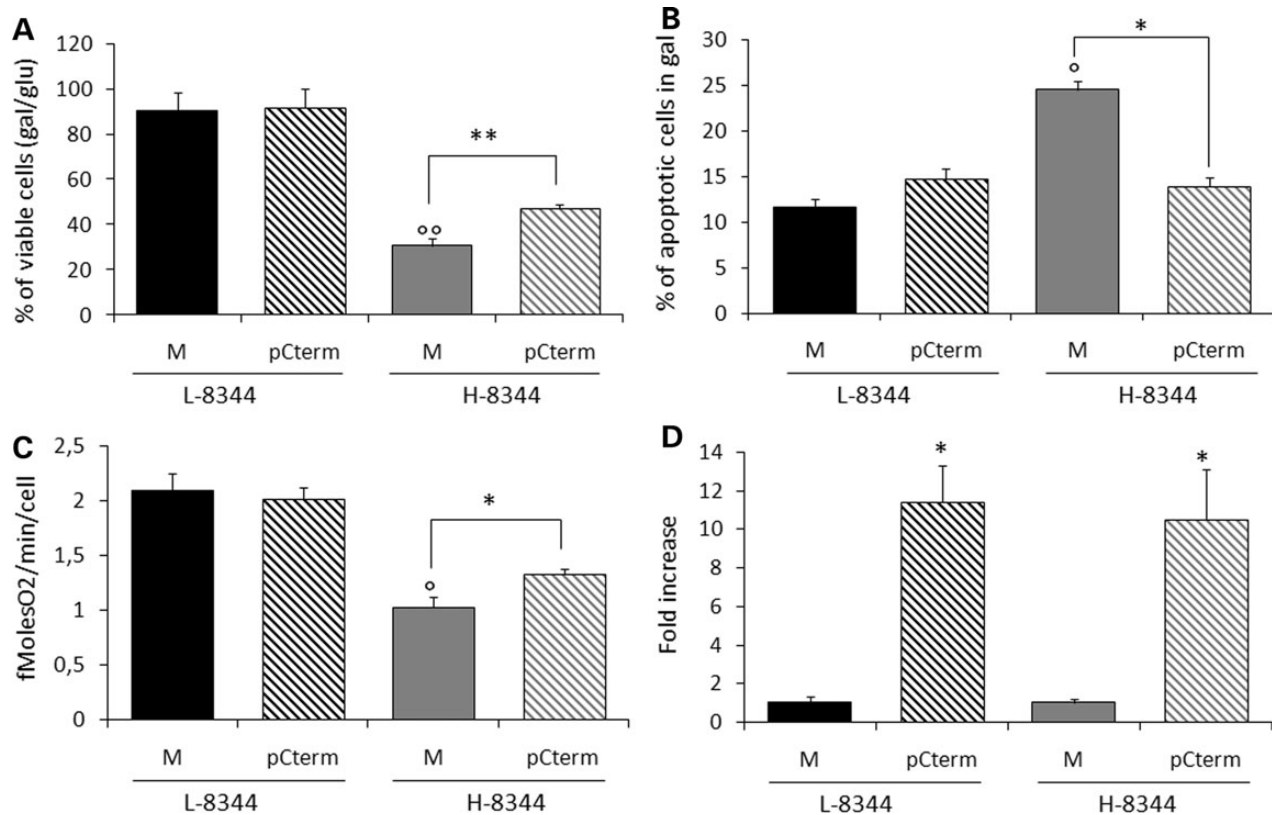 A
% of viable cells (gal/glu)
120
100
80
60
40
20
0
°°
**
M pCterm M pCterm
L-8344 H-8344
B
% of apoptotic cells in gal
30
25
20
15
10
5
0
°
*
M pCterm M pCterm
L-8344 H-8344
C
fMolesO2/min/cell
2,5
2
1,5
1
0,5
0
°
*
M pCterm M pCterm
L-8344 H-8344
D
Fold increase
14
12
10
8
6
4
2
0
* *
M pCterm M pCterm
L-8344 H-8344